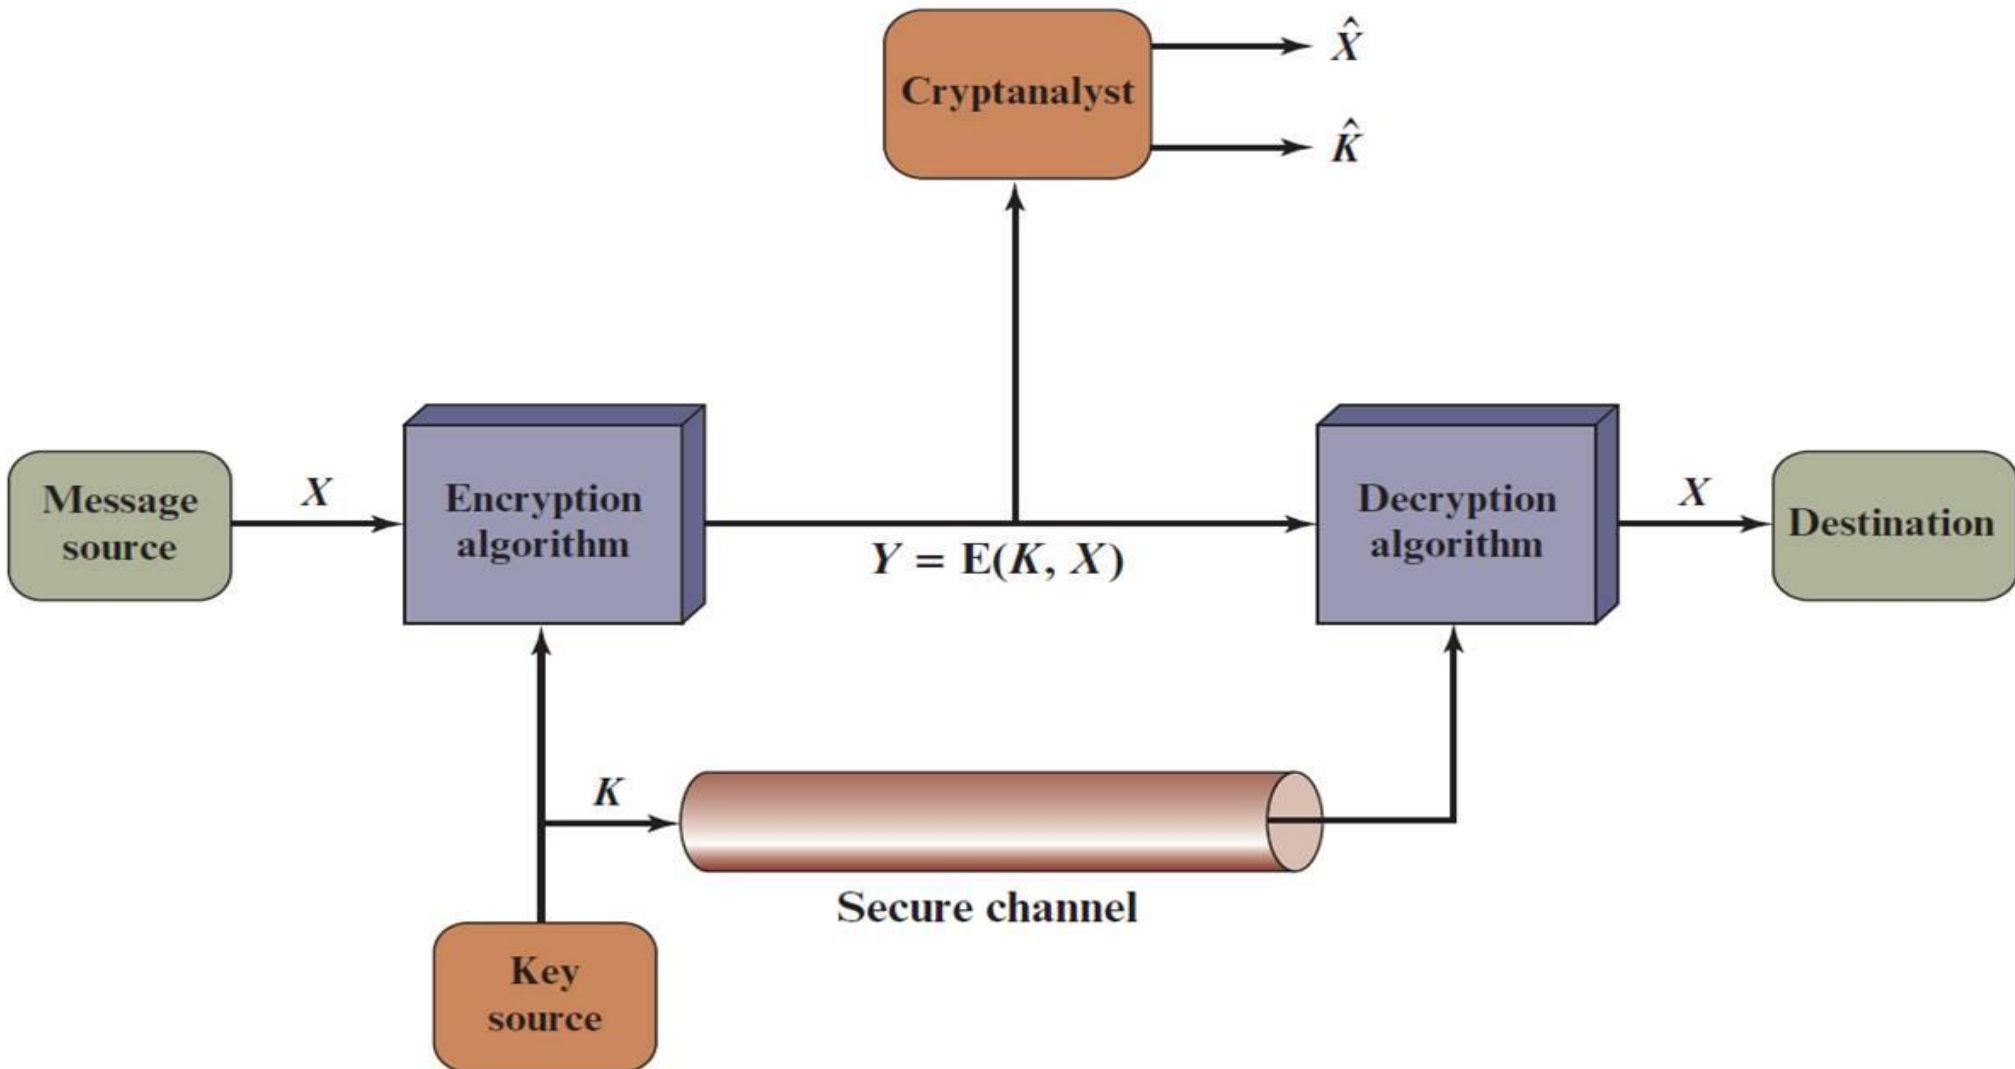 Cryptanalyst
X̂
K̂
Message
source
X
Encryption
algorithm
Y = E(K, X)
Decryption
algorithm
X
Destination
K
Secure channel
Key
source